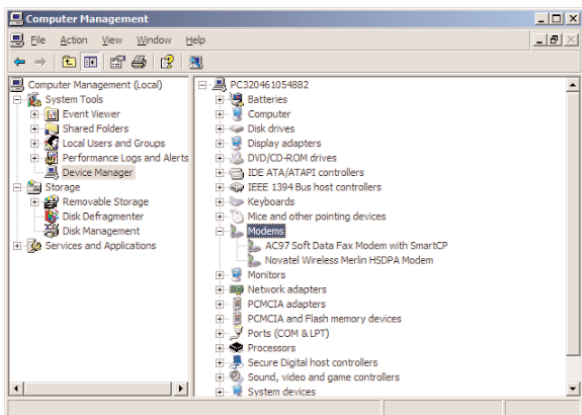 Computer Management
File Action View Window Help
Computer Management (Local)
System Tools
Event Viewer
Shared Folders
Local Users and Groups
Performance Logs and Alerts
Device Manager
Storage
Removable Storage
Disk Defragmenter
Disk Management
Services and Applications
PC320461054882
Batteries
Computer
Disk drives
Display adapters
DVD/CD-ROM drives
IDE ATA/ATAPI controllers
IEEE 1394 Bus host controllers
Keyboards
Mice and other pointing devices
Modems
AC97 Soft Data Fax Modem with SmartCP
Novatel Wireless Merlin HSDPA Modem
Monitors
Network adapters
PCMCIA adapters
PCMCIA and Flash memory devices
Ports (COM & LPT)
Processors
Secure Digital host controllers
Sound, video and game controllers
System devices